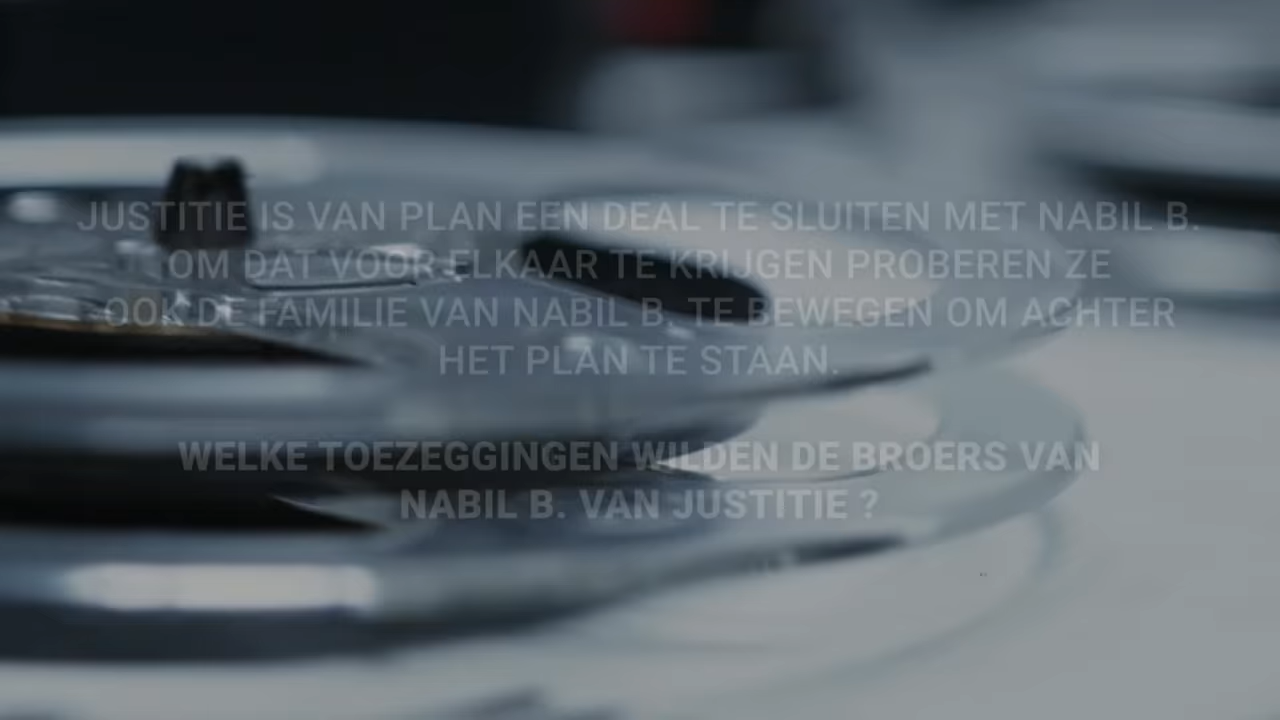 JUSTITIE IS VAN PLAN EEN DEAL TE SLUITEN MET NABIL B.
OM DAT VOOR ELKAAR TE KRIJGEN PROBEREN ZE
OOK DE FAMILIE VAN NABIL B. TE BEWEGEN OM ACHTER
HET PLAN TE STAAN.
WELKE TOEZEGGINGEN WILDEN DE BROERS VAN
NABIL B. VAN JUSTITIE ?